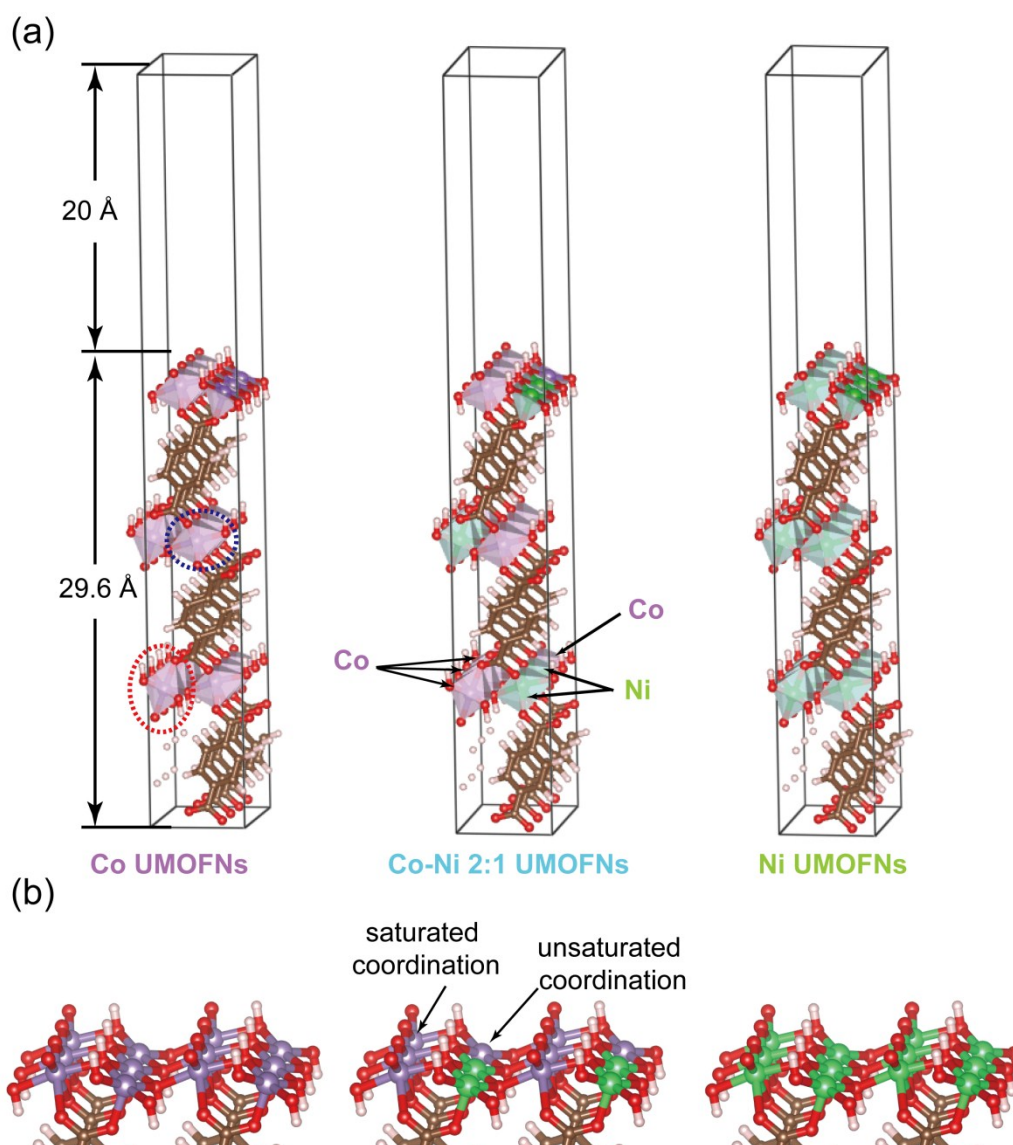 (a)
20 Å
29.6 Å
Co
Co
Ni
Co UMOFNs
Co-Ni 2:1 UMOFNs
Ni UMOFNs
(b)
saturated
coordination
unsaturated
coordination